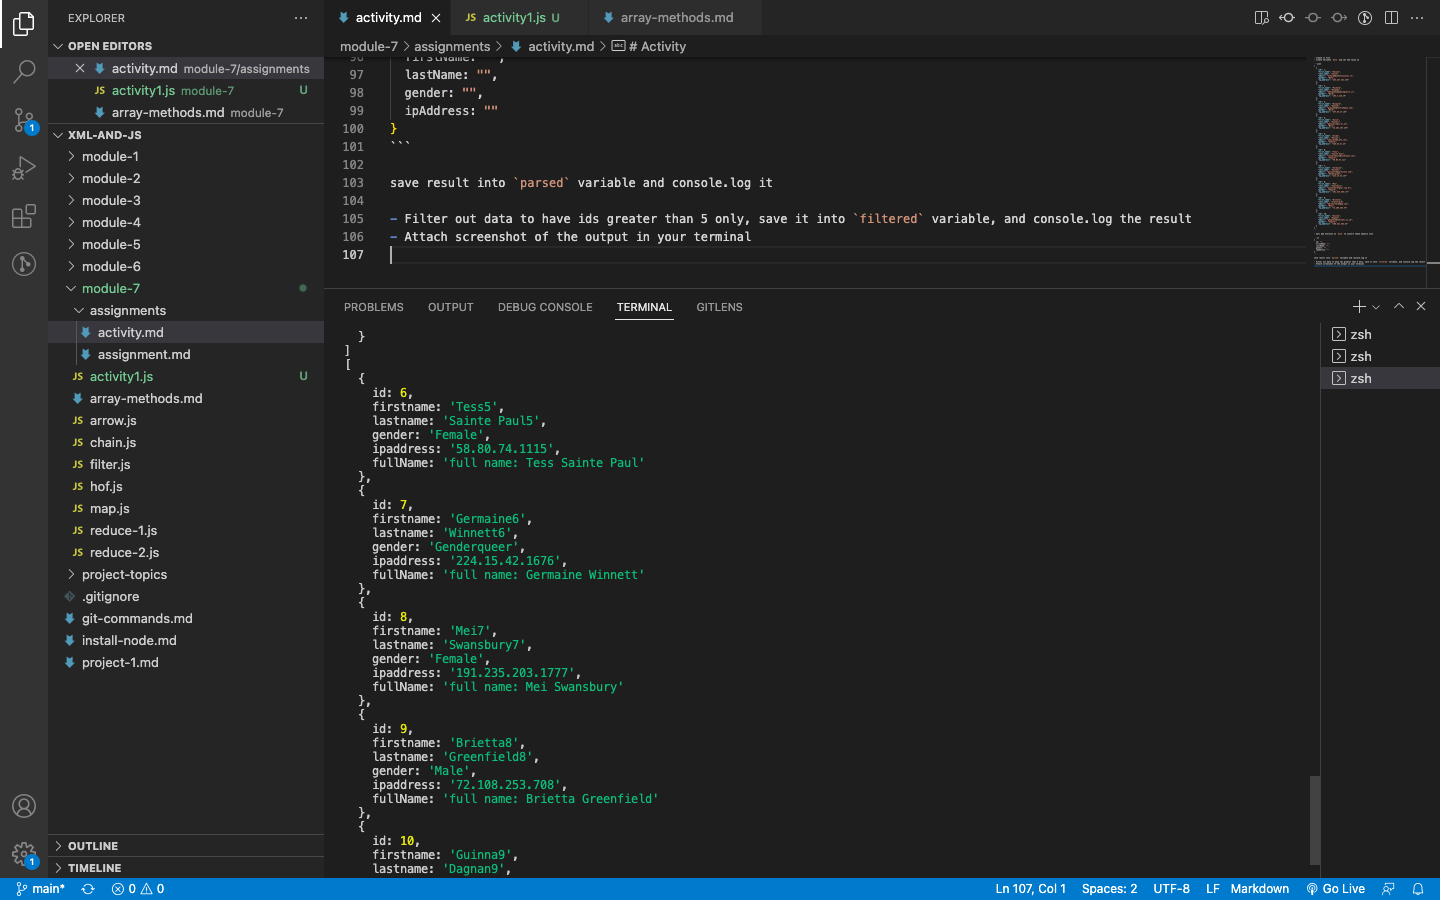 EXPLORER
OPEN EDITORS
activity.md module-7/assignments
JS activity1.js module-7 U
array-methods.md module-7
1
XML-AND-JS
module-1
module-2
module-3
module-4
module-5
module-6
module-7
assignments
activity.md
assignment.md
JS activity1.js U
array-methods.md
JS arrow.js
JS chain.js
JS filter.js
JS hof.js
JS map.js
JS reduce-1.js
JS reduce-2.js
project-topics
.gitignore
git-commands.md
install-node.md
project-1.md
OUTLINE
TIMELINE
1
activity.md
JS activity1.js U
array-methods.md
module-7 > assignments > activity.md > # Activity
96 firstName: "",
97 lastName: "",
98 gender: "",
99 ipAddress: ""
100 }
101 ```
102
103 save result into `parsed` variable and console.log it
104
105 - Filter out data to have ids greater than 5 only, save it into `filtered` variable, and console.log the result
106 - Attach screenshot of the output in your terminal
107
PROBLEMS OUTPUT DEBUG CONSOLE TERMINAL GITLENS
zsh
zsh
zsh
}
]
[
{
id: 6,
firstname: 'Tess5',
lastname: 'Sainte Paul5',
gender: 'Female',
ipaddress: '58.80.74.1115',
fullName: 'full name: Tess Sainte Paul'
},
{
id: 7,
firstname: 'Germaine6',
lastname: 'Winnett6',
gender: 'Genderqueer',
ipaddress: '224.15.42.1676',
fullName: 'full name: Germaine Winnett'
},
{
id: 8,
firstname: 'Mei7',
lastname: 'Swansbury7',
gender: 'Female',
ipaddress: '191.235.203.1777',
fullName: 'full name: Mei Swansbury'
},
{
id: 9,
firstname: 'Brietta8',
lastname: 'Greenfield8',
gender: 'Male',
ipaddress: '72.108.253.708',
fullName: 'full name: Brietta Greenfield'
},
{
id: 10,
firstname: 'Guinna9',
lastname: 'Dagnan9',
main* 0 0 Ln 107, Col 1 Spaces: 2 UTF-8 LF Markdown Go Live